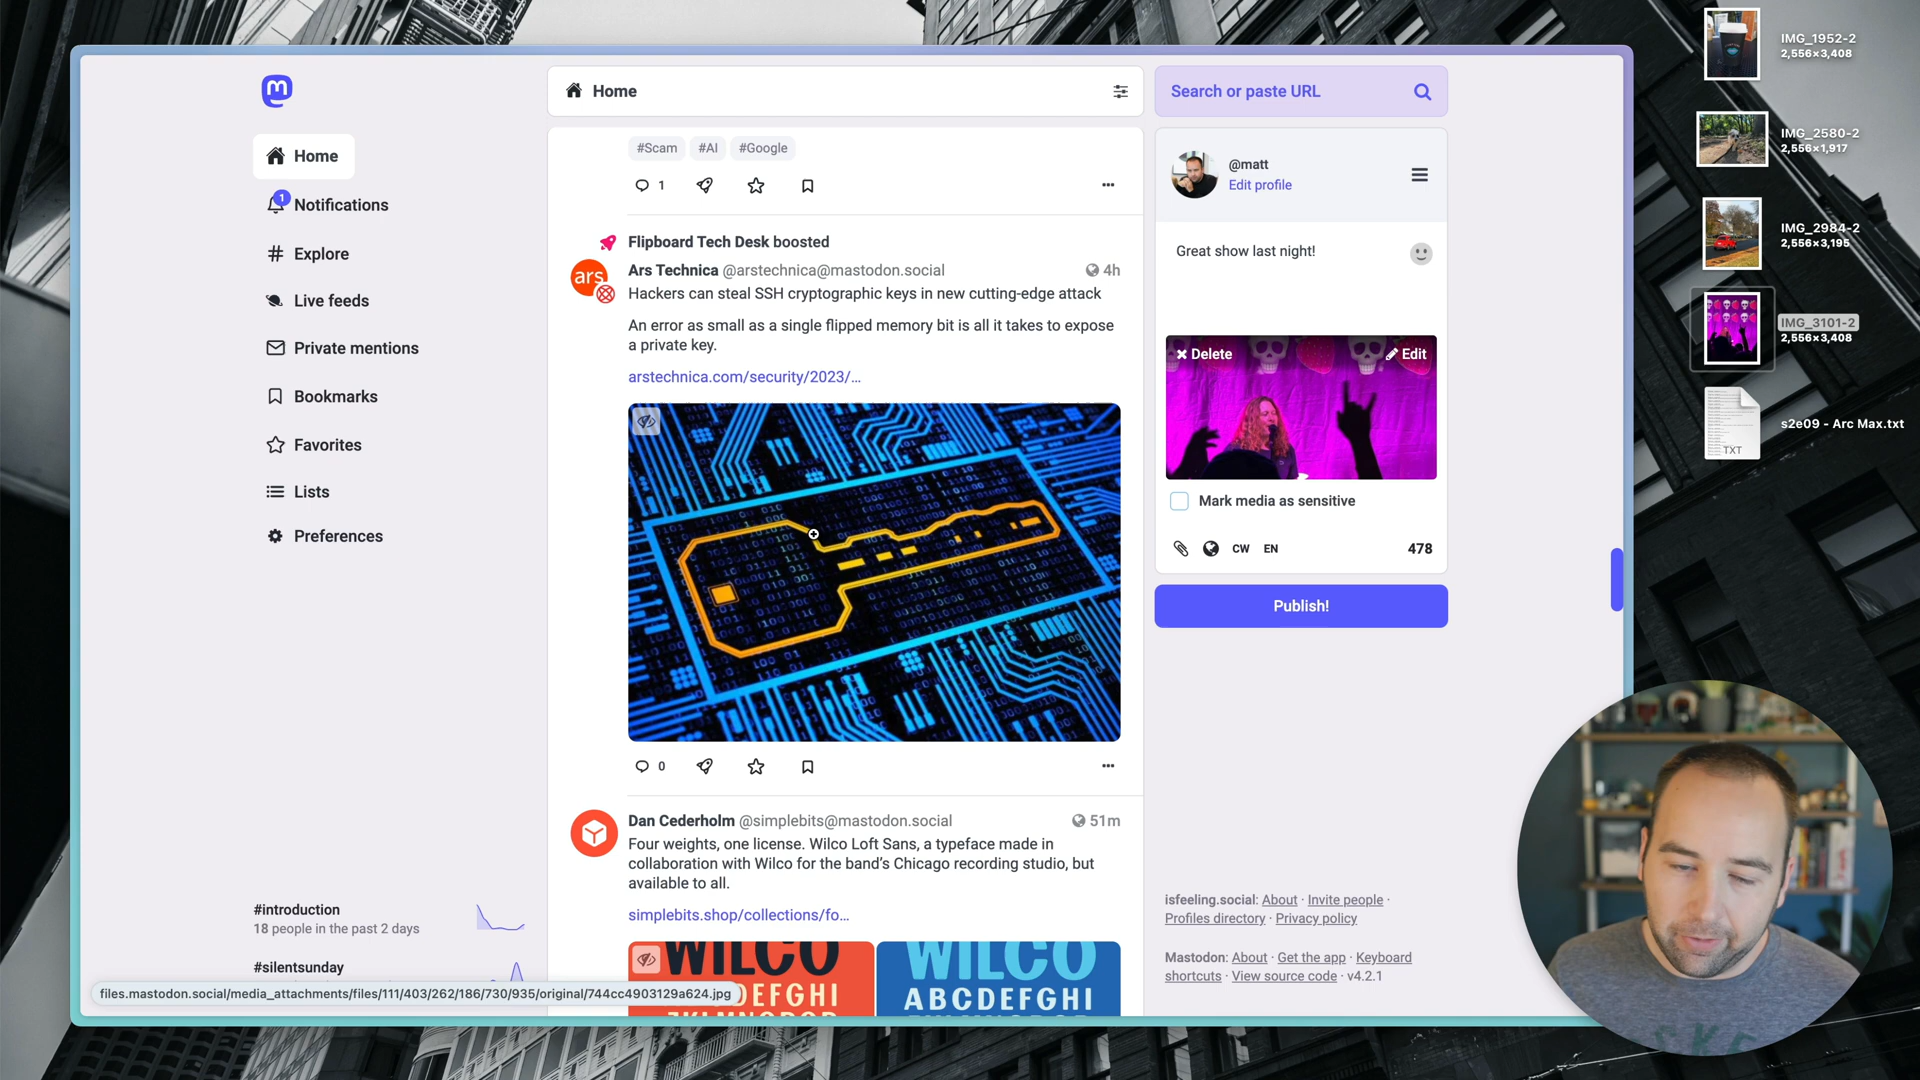 Home
Notifications
1
Explore
Live feeds
Private mentions
Bookmarks
Favorites
Lists
Preferences
#introduction
18 people in the past 2 days
#silentsunday
files.mastodon.social/media_attachments/files/111/403/262/186/730/935/original/744cc4903129a624.jpg
Home
#Scam #AI #Google
1
Flipboard Tech Desk boosted
ars
Ars Technica @arstechnica@mastodon.social 4h
Hackers can steal SSH cryptographic keys in new cutting-edge attack
An error as small as a single flipped memory bit is all it takes to expose
a private key.
arstechnica.com/security/2023/…
0
Dan Cederholm @simplebits@mastodon.social 51m
Four weights, one license. Wilco Loft Sans, a typeface made in
collaboration with Wilco for the band’s Chicago recording studio, but
available to all.
simplebits.shop/collections/fo…
WILCO
DEFGHI
WILCO
ABCDEFGHI
Search or paste URL
@matt
Edit profile
Great show last night!
Delete
Edit
Mark media as sensitive
CW EN 478
Publish!
isfeeling.social: About · Invite people ·
Profiles directory · Privacy policy
Mastodon: About · Get the app · Keyboard
shortcuts · View source code · v4.2.1
IMG_1952-2
2,556×3,408
IMG_2580-2
2,556×1,917
IMG_2984-2
2,556×3,195
IMG_3101-2
2,556×3,408
TXT
s2e09 - Arc Max.txt